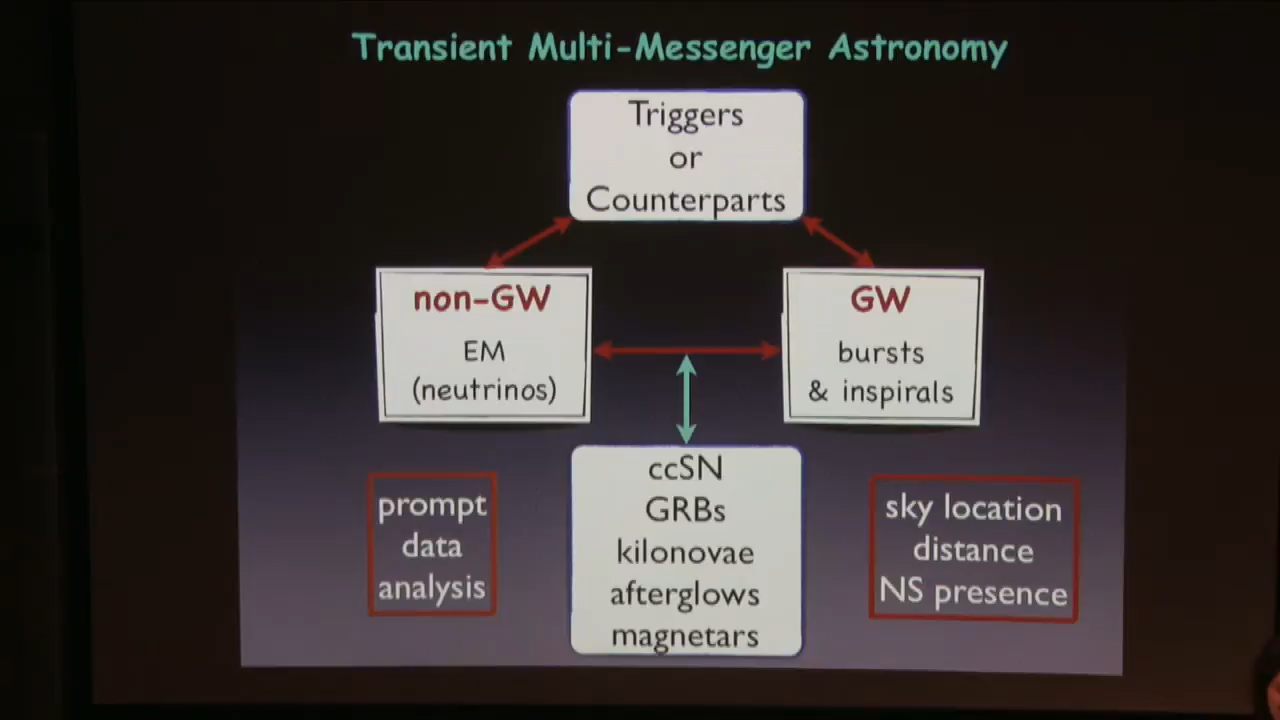 Transient Multi-Messenger Astronomy
Triggers
or
Counterparts
non-GW
EM
(neutrinos)
GW
bursts
& inspirals
prompt
data
analysis
ccSN
GRBs
kilonovae
afterglows
magnetars
sky location
distance
NS presence